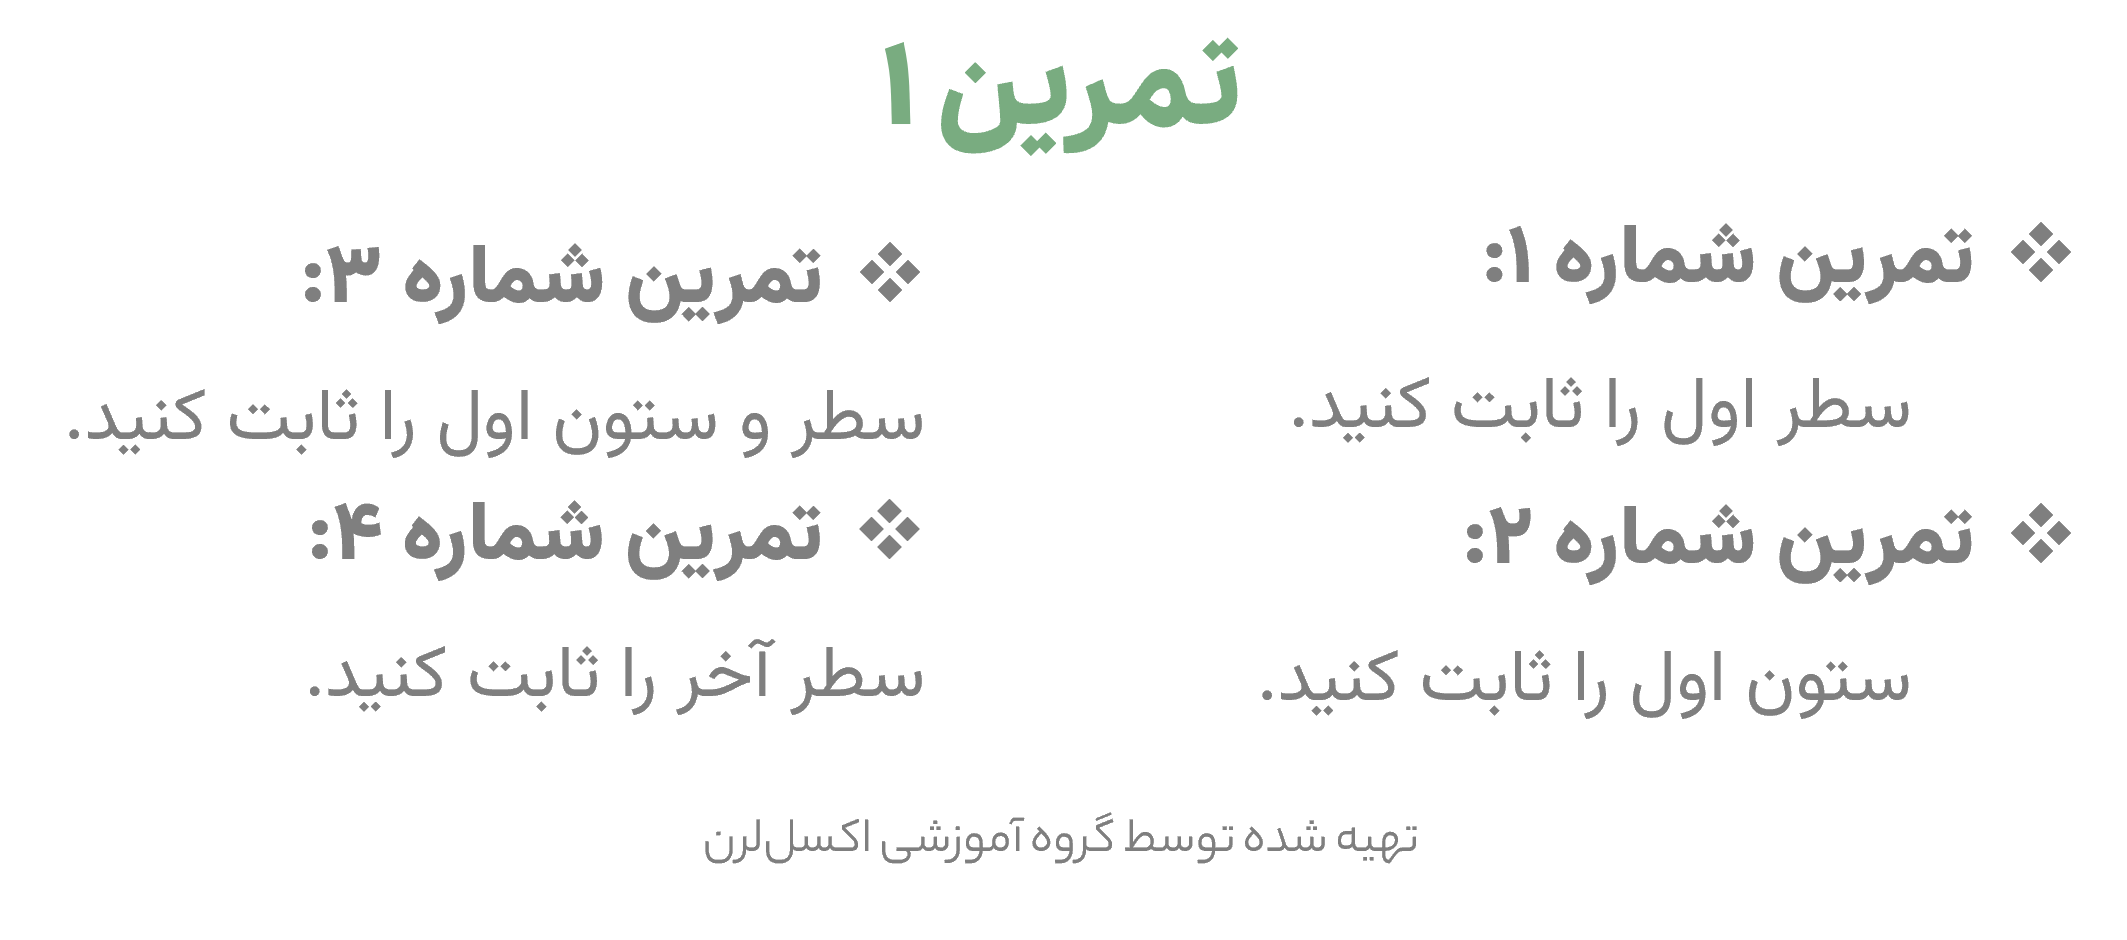 تمرین ۱
❖ تمرین شماره ۱:
سطر اول را ثابت کنید.
❖ تمرین شماره ۲:
ستون اول را ثابت کنید.
❖ تمرین شماره ۳:
سطر و ستون اول را ثابت کنید.
❖ تمرین شماره ۴:
سطر آخر را ثابت کنید.
تهیه شده توسط گروه آموزشی اکسل‌لرن